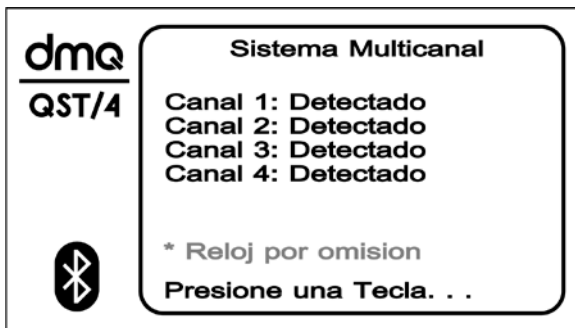 dmq
QST/4
Sistema Multicanal
Canal 1: Detectado
Canal 2: Detectado
Canal 3: Detectado
Canal 4: Detectado
* Reloj por omision
Presione una Tecla. . .